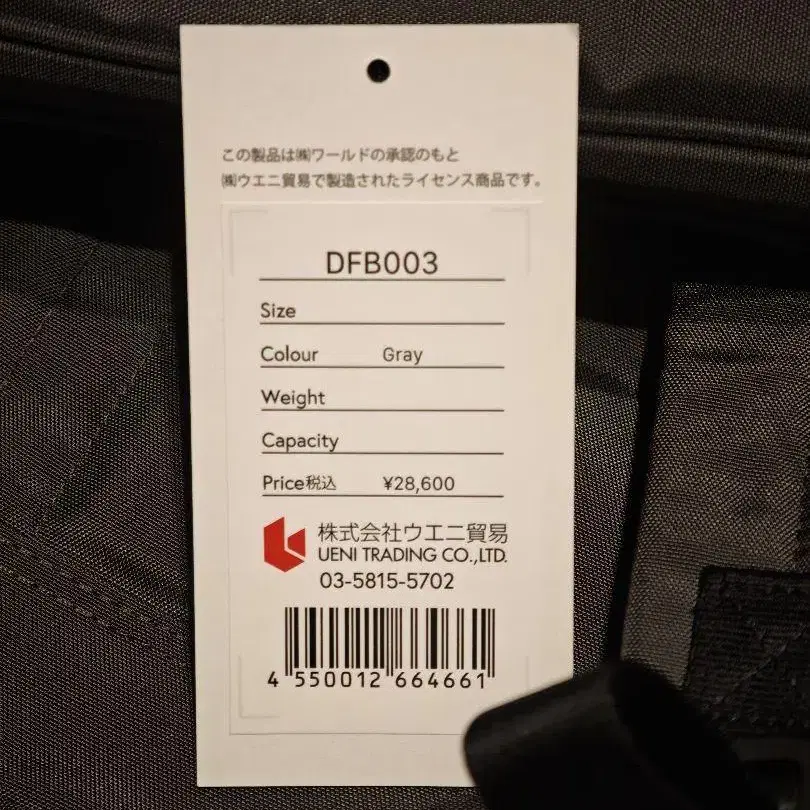 この製品は㈱ワールドの承認のもと
㈱ウエニ貿易で製造されたライセンス商品です。
DFB003
Size
Colour Gray
Weight
Capacity
Price税込 ¥28,600
株式会社ウエニ貿易
UENI TRADING CO.,LTD.
03-5815-5702
4 550012 664661